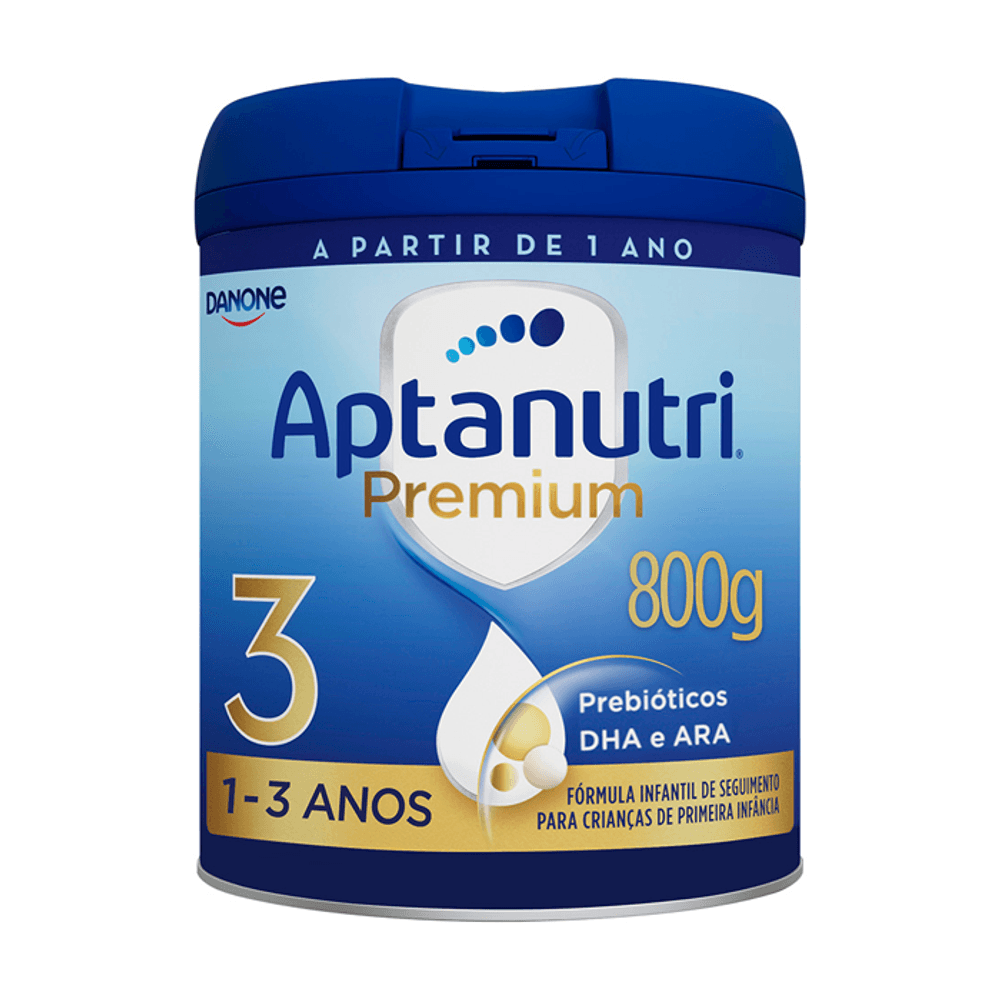 A PARTIR DE 1 ANO
DANONE
Aptanutri®
Premium
800g
3
Prebióticos
DHA e ARA
1-3 ANOS
FÓRMULA INFANTIL DE SEGUIMENTO
PARA CRIANÇAS DE PRIMEIRA INFÂNCIA